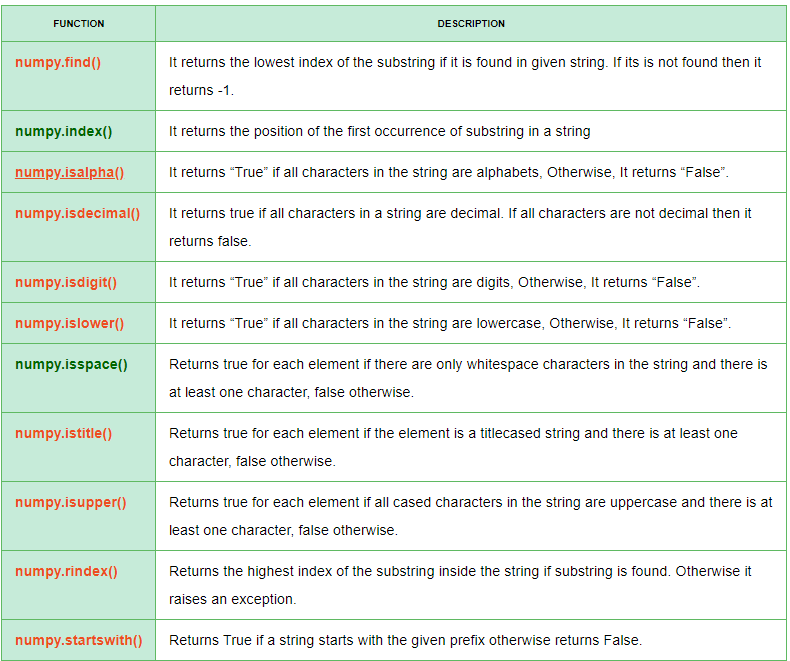 FUNCTION DESCRIPTION
numpy.find() It returns the lowest index of the substring if it is found in given string. If its is not found then it
returns -1.
numpy.index() It returns the position of the first occurrence of substring in a string
numpy.isalpha() It returns “True” if all characters in the string are alphabets, Otherwise, It returns “False”.
numpy.isdecimal() It returns true if all characters in a string are decimal. If all characters are not decimal then it
returns false.
numpy.isdigit() It returns “True” if all characters in the string are digits, Otherwise, It returns “False”.
numpy.islower() It returns “True” if all characters in the string are lowercase, Otherwise, It returns “False”.
numpy.isspace() Returns true for each element if there are only whitespace characters in the string and there is
at least one character, false otherwise.
numpy.istitle() Returns true for each element if the element is a titlecased string and there is at least one
character, false otherwise.
numpy.isupper() Returns true for each element if all cased characters in the string are uppercase and there is at
least one character, false otherwise.
numpy.rindex() Returns the highest index of the substring inside the string if substring is found. Otherwise it
raises an exception.
numpy.startswith() Returns True if a string starts with the given prefix otherwise returns False.